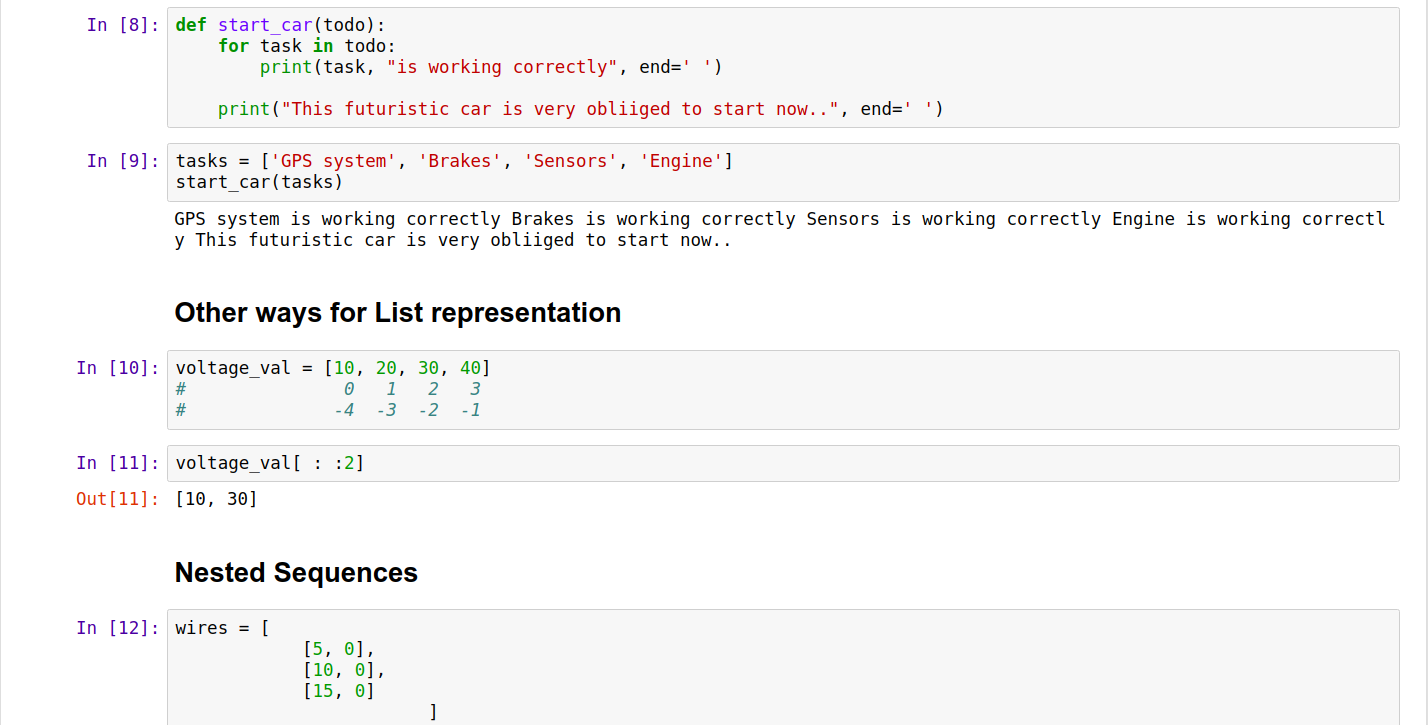 In [8]: def start_car(todo):
    for task in todo:
        print(task, "is working correctly", end=' ')
    print("This futuristic car is very obliiged to start now..", end=' ')
In [9]: tasks = ['GPS system', 'Brakes', 'Sensors', 'Engine']
start_car(tasks)
GPS system is working correctly Brakes is working correctly Sensors is working correctly Engine is working correctl
y This futuristic car is very obliiged to start now..
Other ways for List representation
In [10]: voltage_val = [10, 20, 30, 40]
#               0   1   2   3
#              -4  -3  -2  -1
In [11]: voltage_val[ : :2]
Out[11]: [10, 30]
Nested Sequences
In [12]: wires = [
            [5, 0],
            [10, 0],
            [15, 0]
                        ]